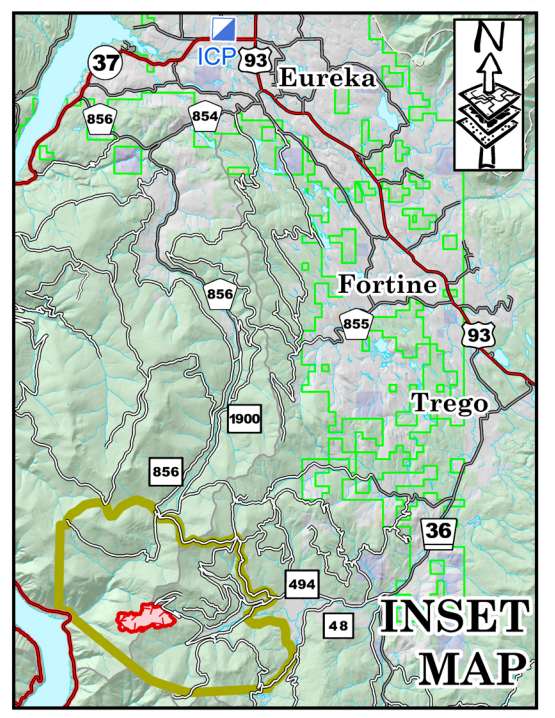 37
ICP
93
Eureka
N
856
854
856
Fortine
855
93
Trego
1900
856
36
494
48
INSET
MAP